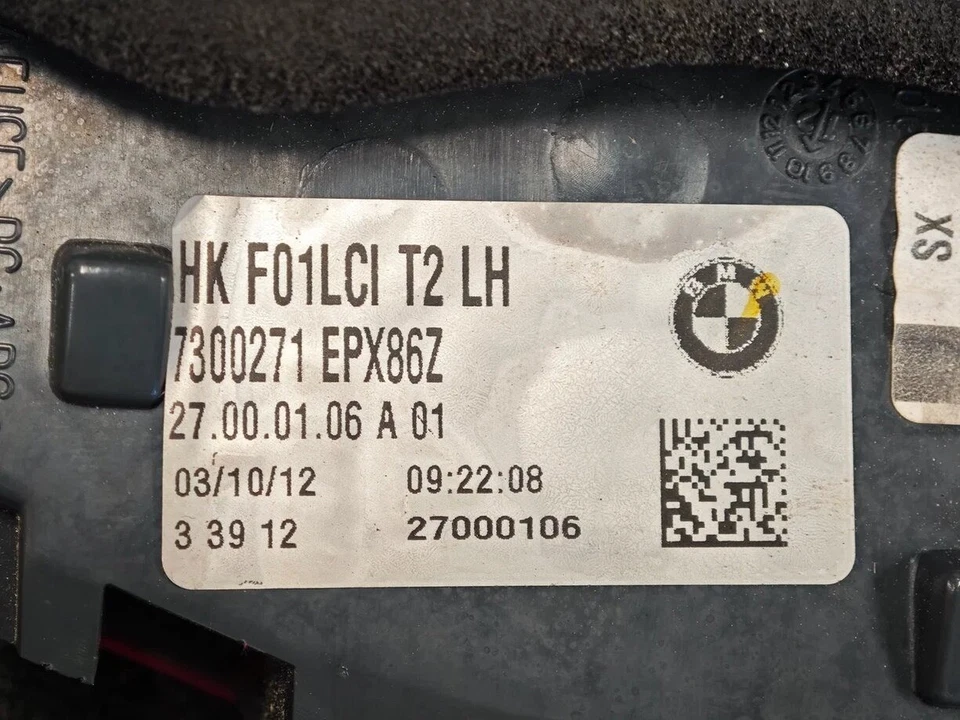 HK F01LCI T2 LH
7300271 EPX86Z
27.00.01.06 A 01
03/10/12 09:22:08
3 39 12 27000106
BMW
SX